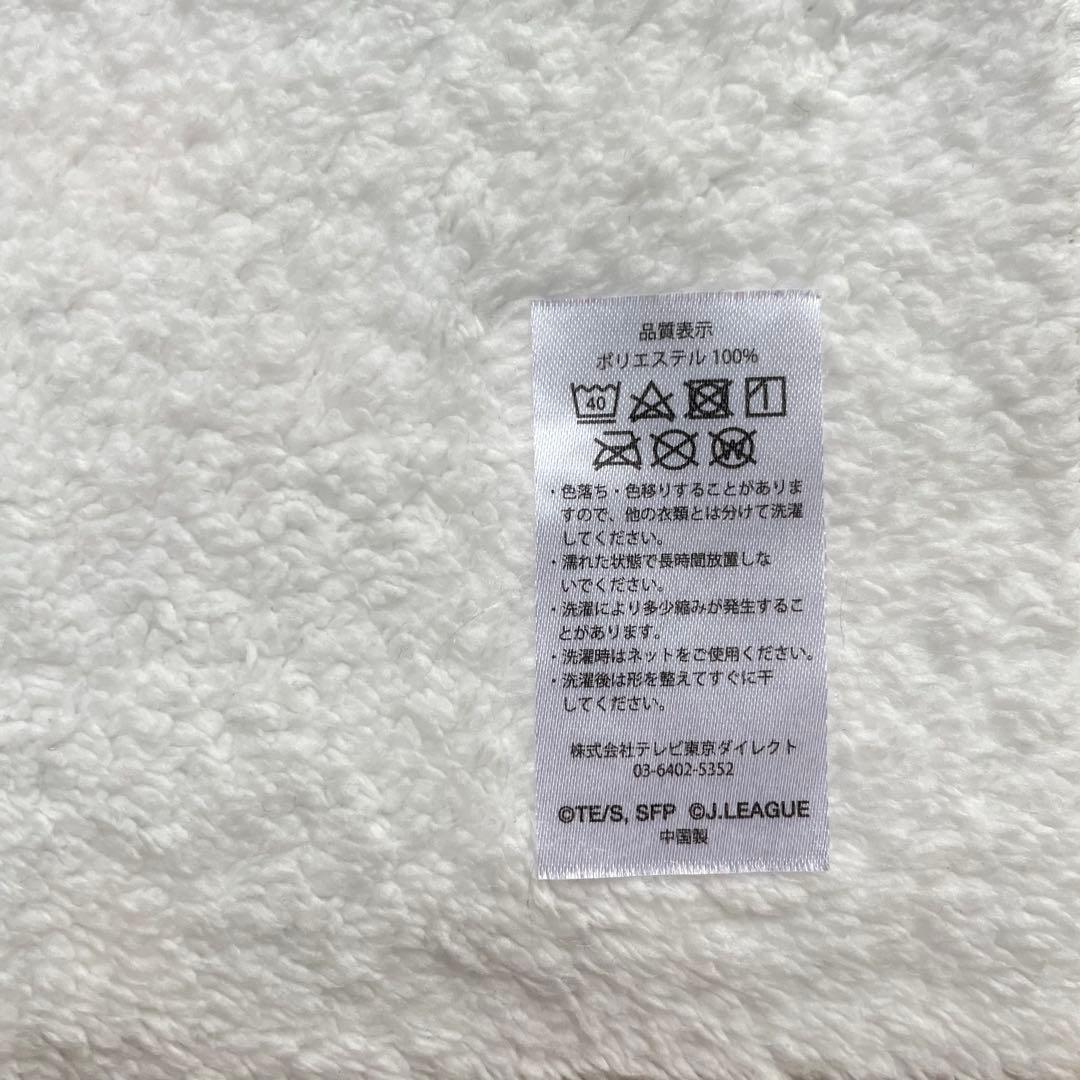 品質表示
ポリエステル 100%
40
W
・色落ち・色移りすることがありま
すので、他の衣類とは分けて洗濯
してください。
・濡れた状態で長時間放置しな
いでください。
・洗濯により多少縮みが発生するこ
とがあります。
・洗濯時はネットをご使用ください。
・洗濯後は形を整えてすぐに干
してください。
株式会社テレビ東京ダイレクト
03-6402-5352
©TE/S, SFP ©J.LEAGUE
中国製